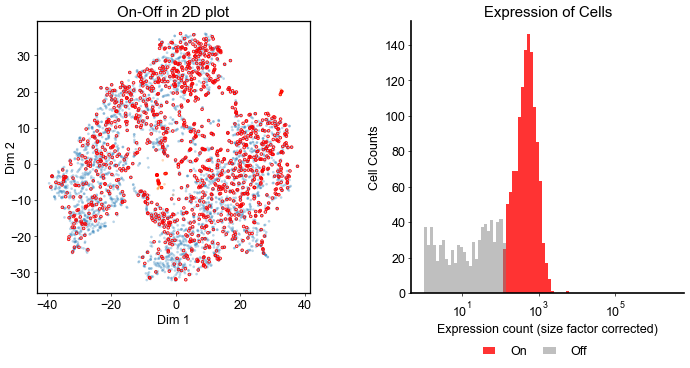 On-Off in 2D plot
Dim 2
30
20
10
0
−10
−20
−30
−40
−20
0
20
40
Dim 1
Expression of Cells
Cell Counts
140
120
100
80
60
40
20
0
10^1
10^3
10^5
Expression count (size factor corrected)
On
Off